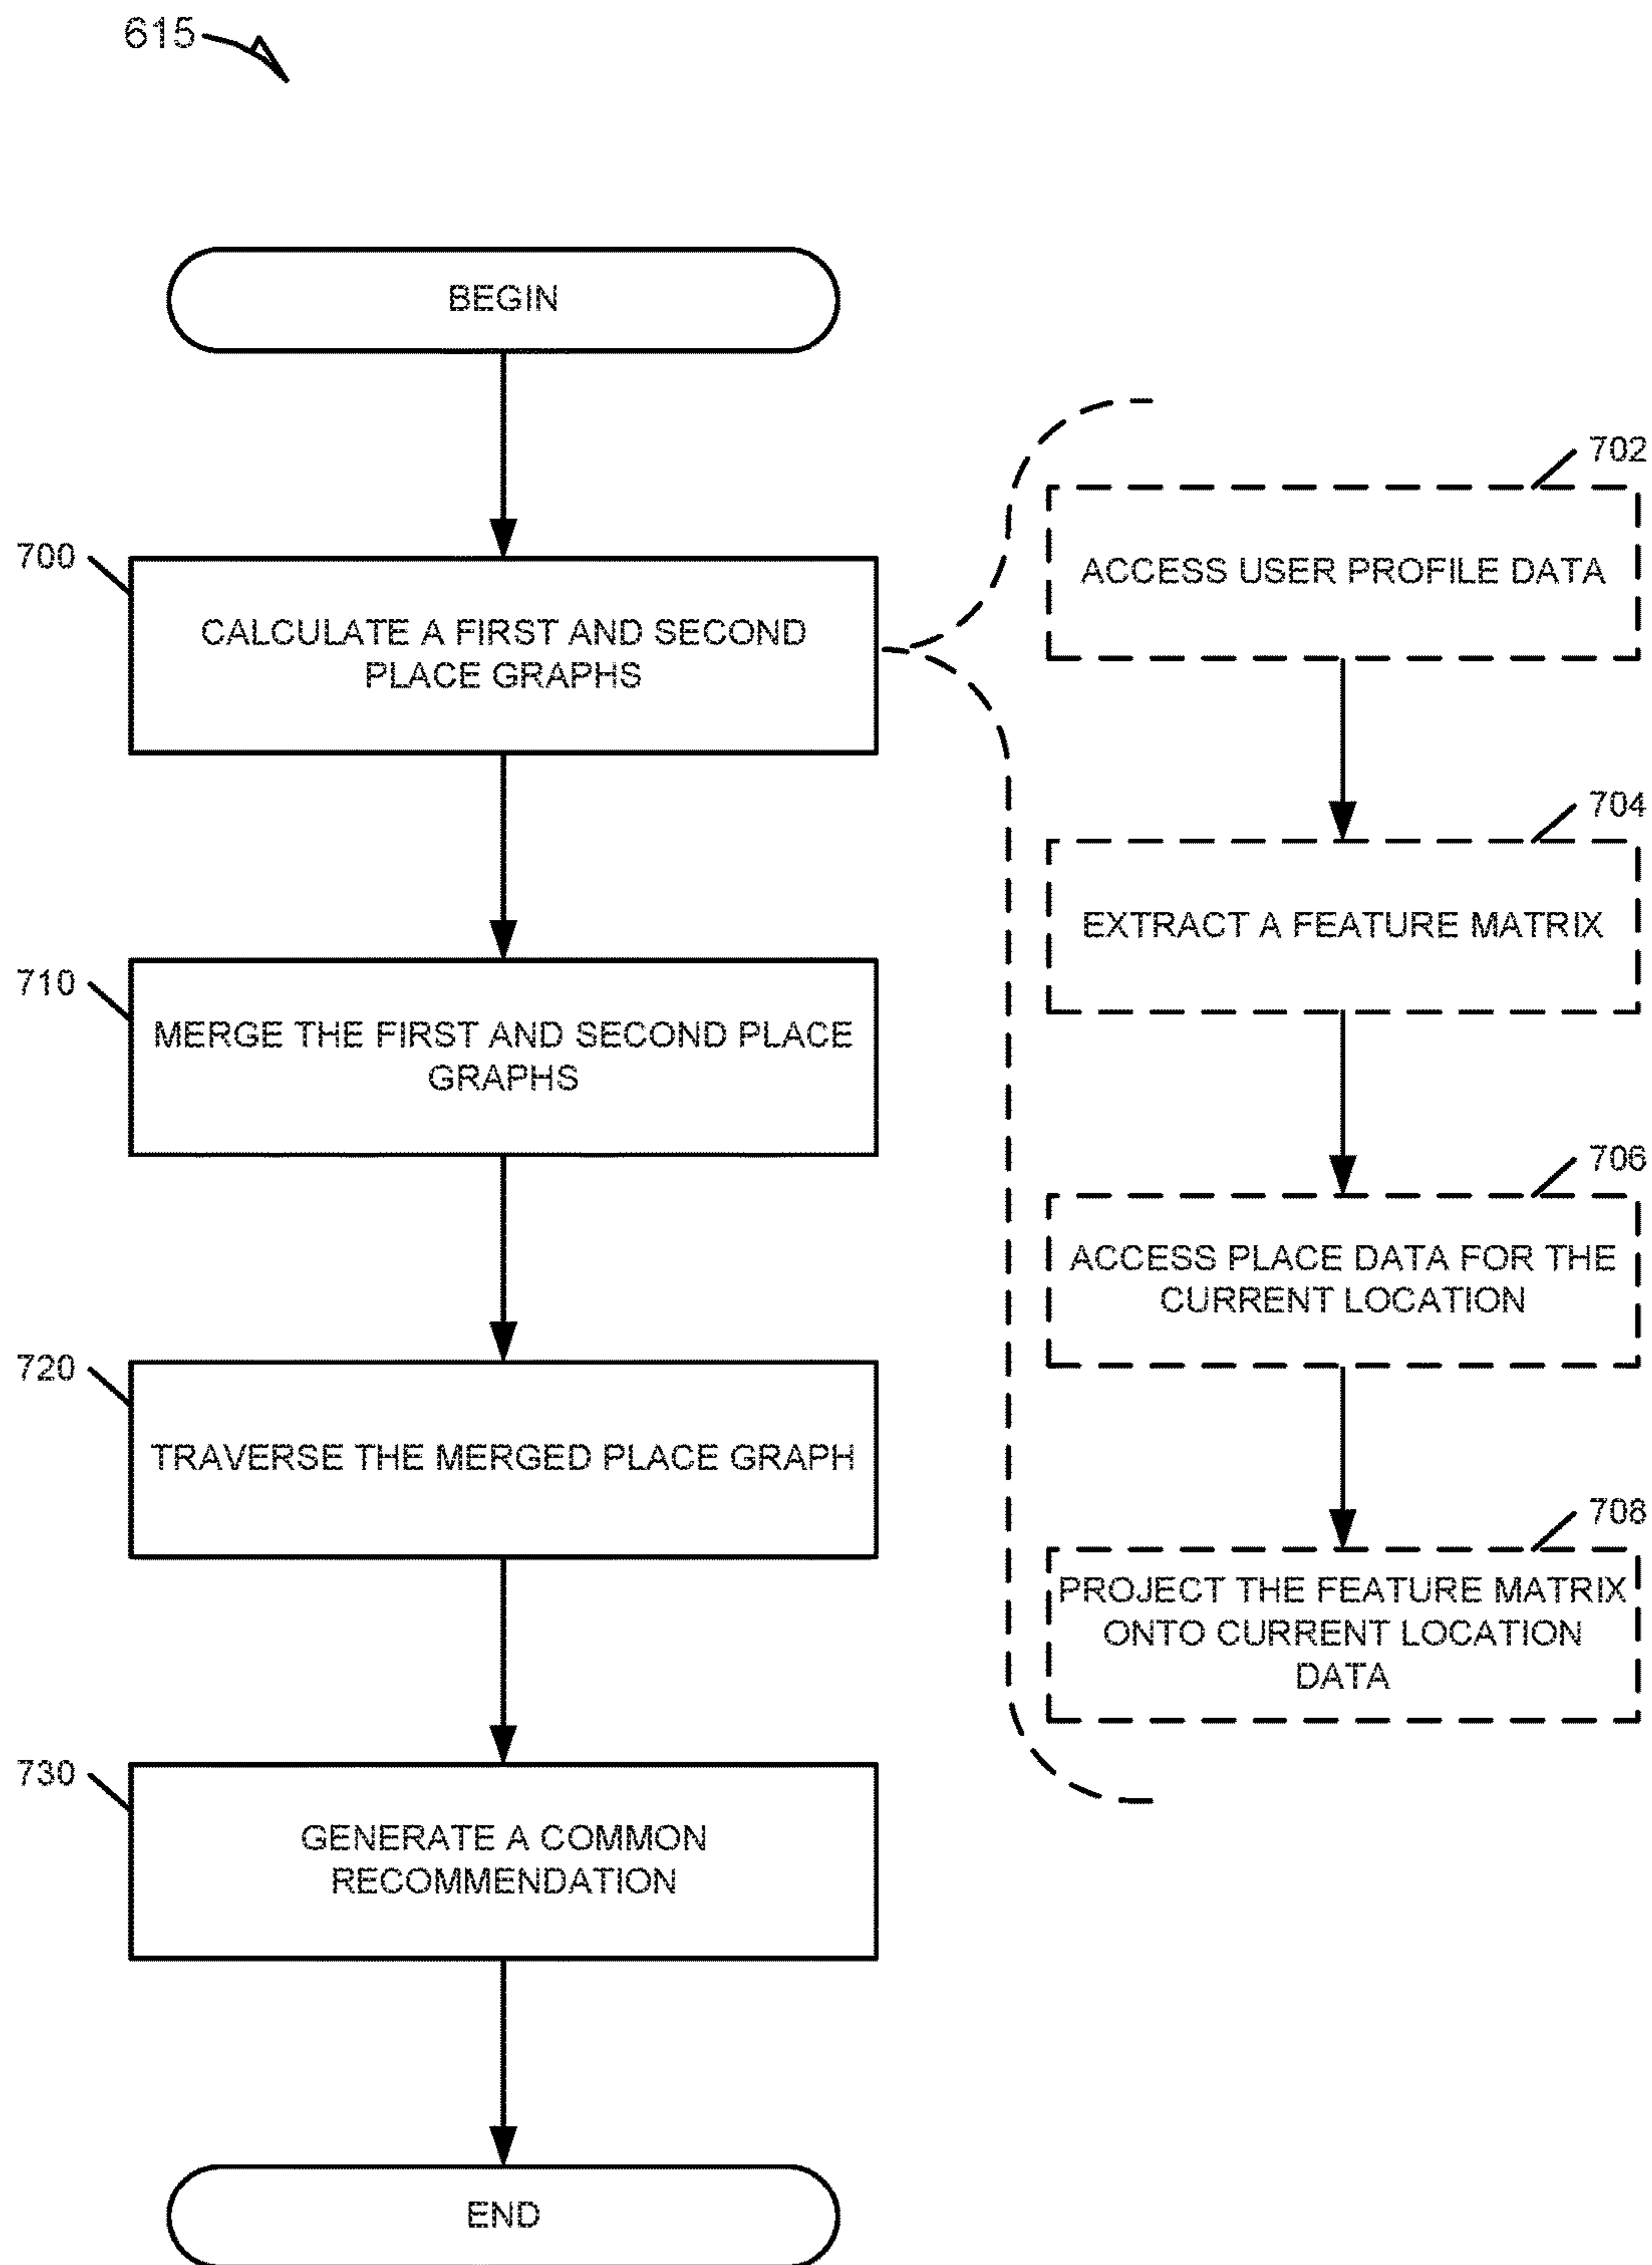 615
BEGIN
700
CALCULATE A FIRST AND SECOND
PLACE GRAPHS
710
MERGE THE FIRST AND SECOND PLACE
GRAPHS
720
TRAVERSE THE MERGED PLACE GRAPH
730
GENERATE A COMMON
RECOMMENDATION
END
702
ACCESS USER PROFILE DATA
704
EXTRACT A FEATURE MATRIX
706
ACCESS PLACE DATA FOR THE
CURRENT LOCATION
708
PROJECT THE FEATURE MATRIX
ONTO CURRENT LOCATION
DATA